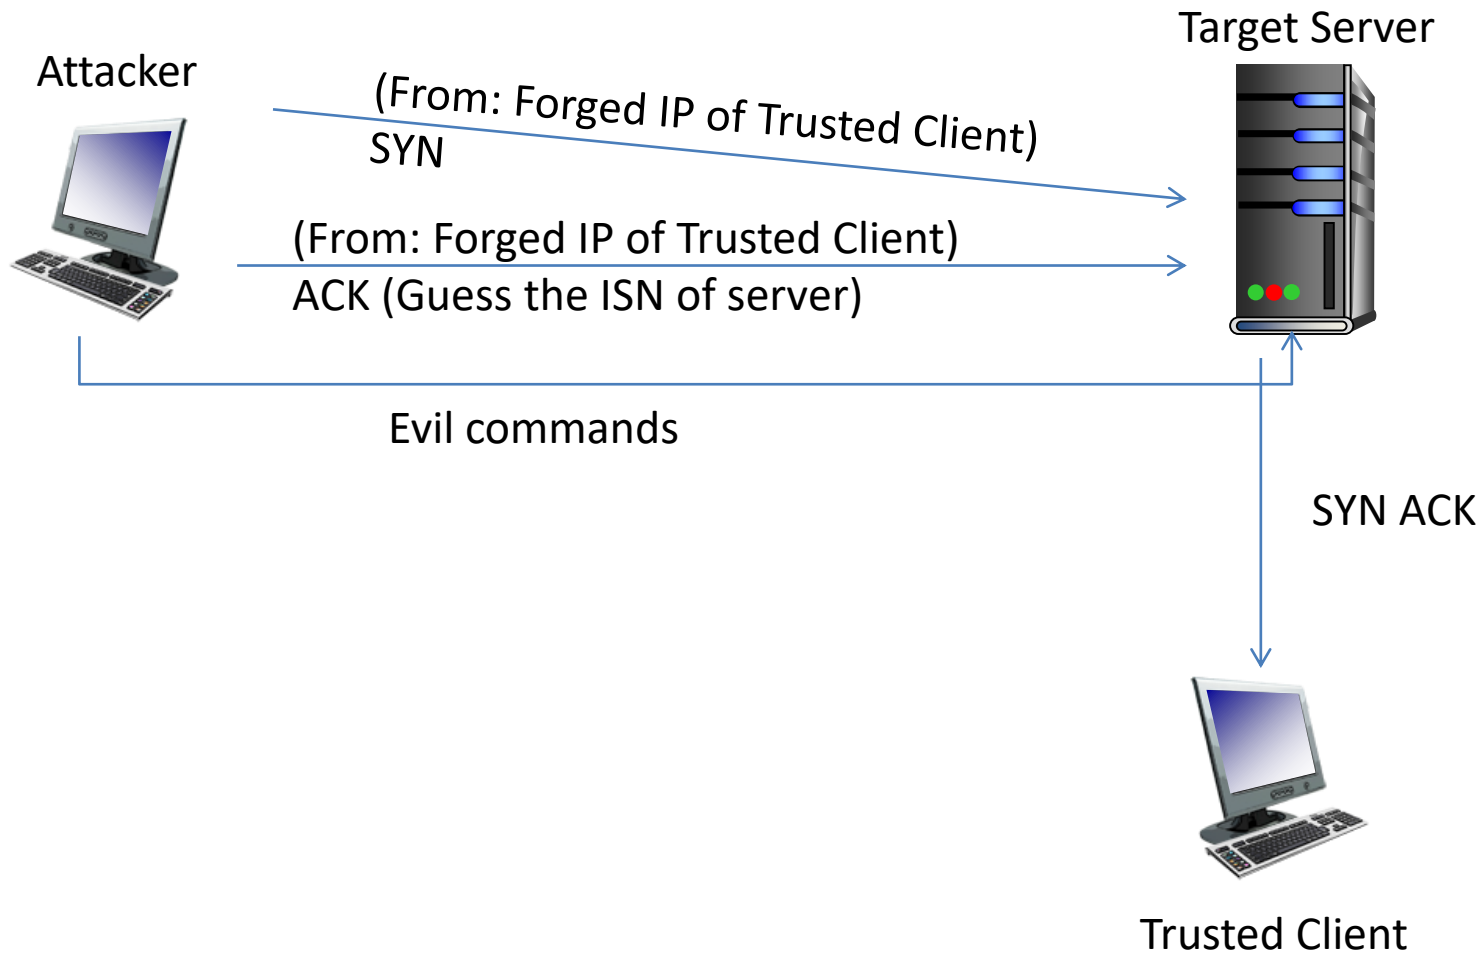 Target Server
Attacker
(From: Forged IP of Trusted Client)
SYN
(From: Forged IP of Trusted Client)
ACK (Guess the ISN of server)
Evil commands
SYN ACK
Trusted Client